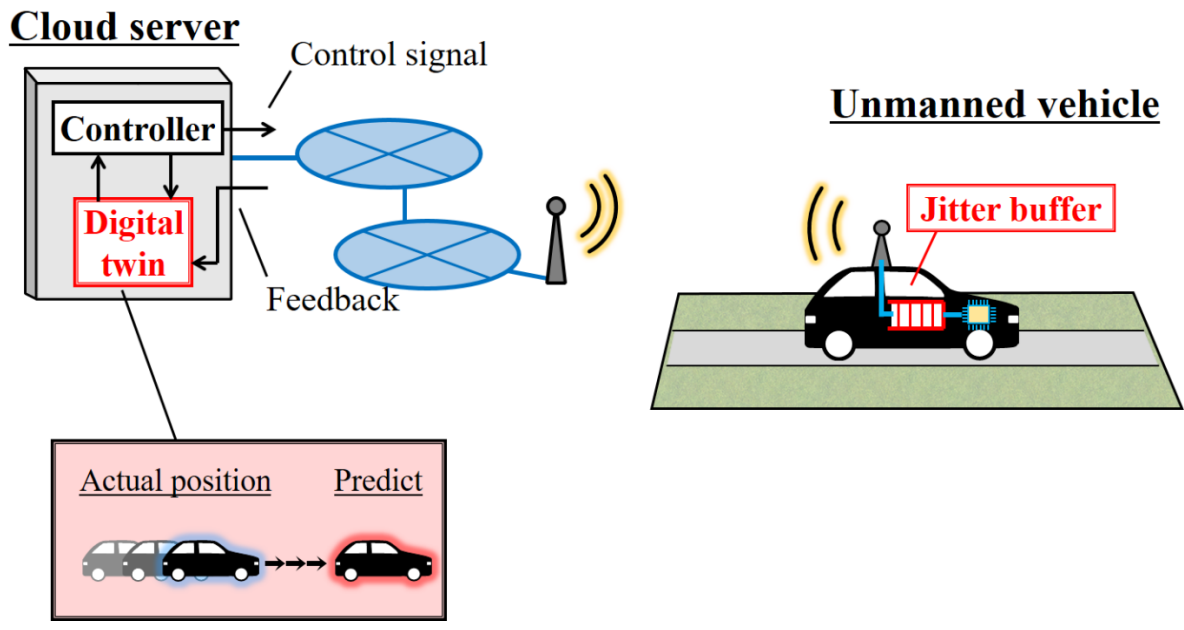 Cloud server
Control signal
Controller
Digital
twin
Feedback
Unmanned vehicle
Jitter buffer
Actual position
Predict